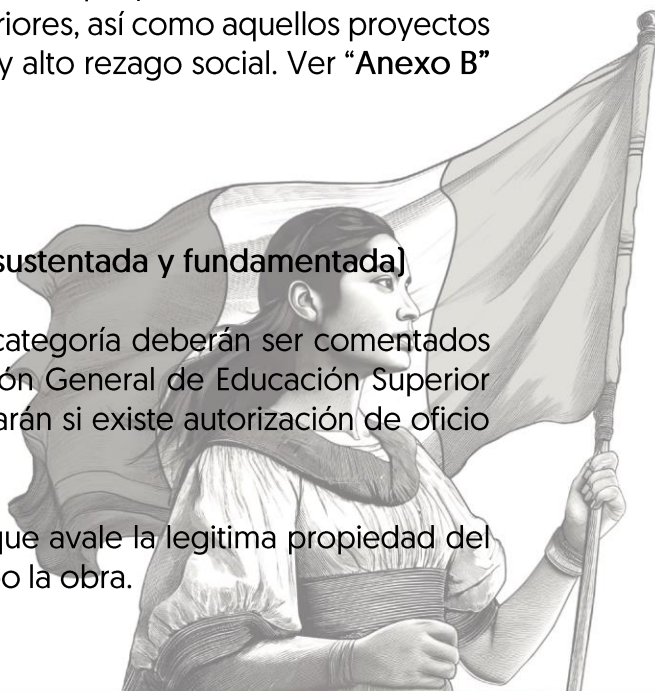 riores, así como aquellos proyectos
y alto rezago social. Ver “Anexo B”
sustentada y fundamentada)
categoría deberán ser comentados
ón General de Educación Superior
arán si existe autorización de oficio
que avale la legitima propiedad del
o la obra.